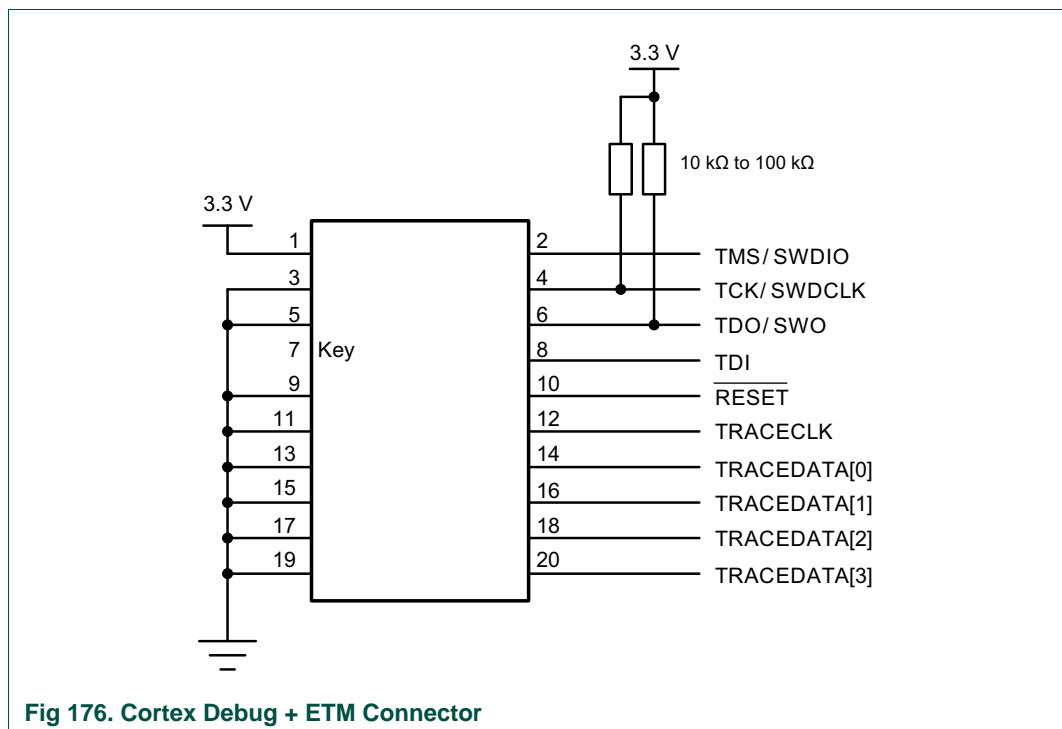 3.3 V
10 kΩ to 100 kΩ
3.3 V
1
2
TMS/ SWDIO
3
4
TCK/ SWDCLK
5
6
TDO/ SWO
7
Key
8
TDI
9
10
RESET
11
12
TRACECLK
13
14
TRACEDATA[0]
15
16
TRACEDATA[1]
17
18
TRACEDATA[2]
19
20
TRACEDATA[3]
Fig 176. Cortex Debug + ETM Connector